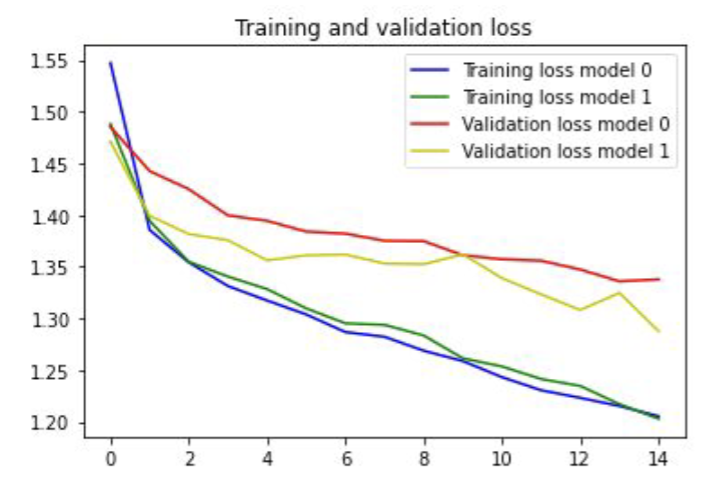 Training and validation loss
Training loss model 0
Training loss model 1
Validation loss model 0
Validation loss model 1
1.55
1.50
1.45
1.40
1.35
1.30
1.25
1.20
0 2 4 6 8 10 12 14